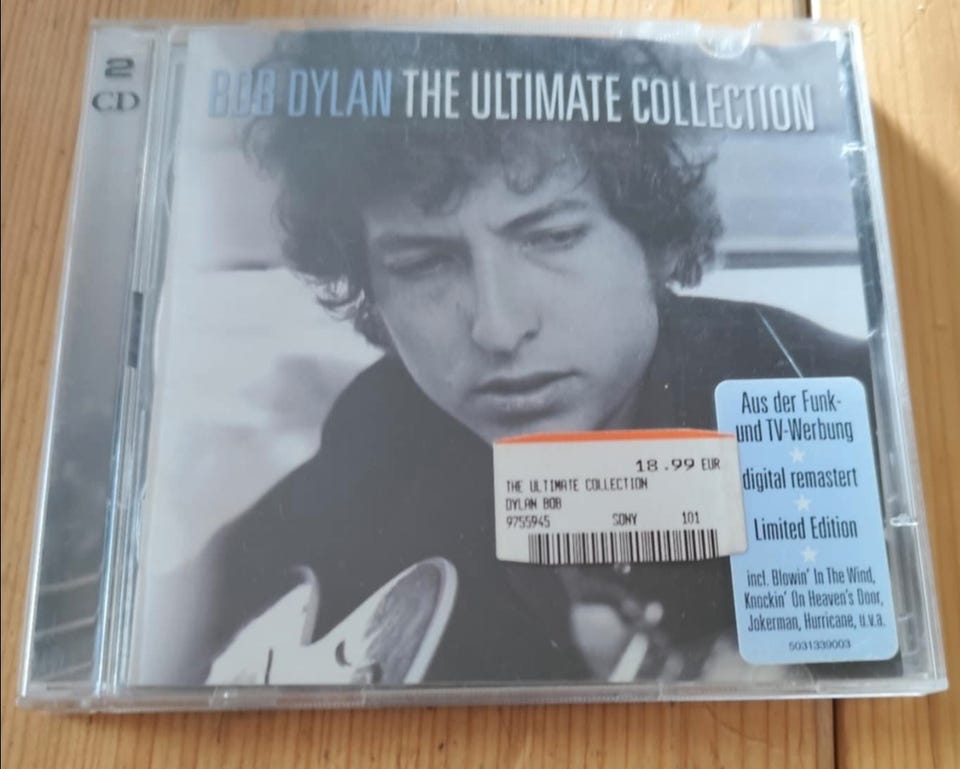 2
CD
BOB DYLAN THE ULTIMATE COLLECTION
18.99 EUR
THE ULTIMATE COLLECTION
DYLAN BOB
9755945 SONY 101
Aus der Funk-
und TV-Werbung
digital remastert
Limited Edition
incl. Blowin' In The Wind,
Knockin' On Heaven's Door,
Jokerman, Hurricane, u.v.a.
5031339003